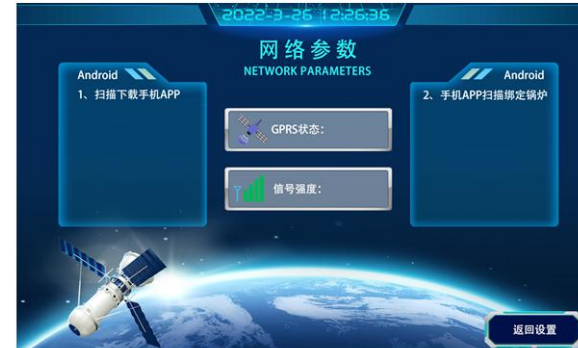 2022-3-26 12:26:36
网络参数
NETWORK PARAMETERS
Android
1、扫描下载手机APP
Android
2、手机APP扫描绑定锅炉
GPRS状态：
信号强度：
返回设置